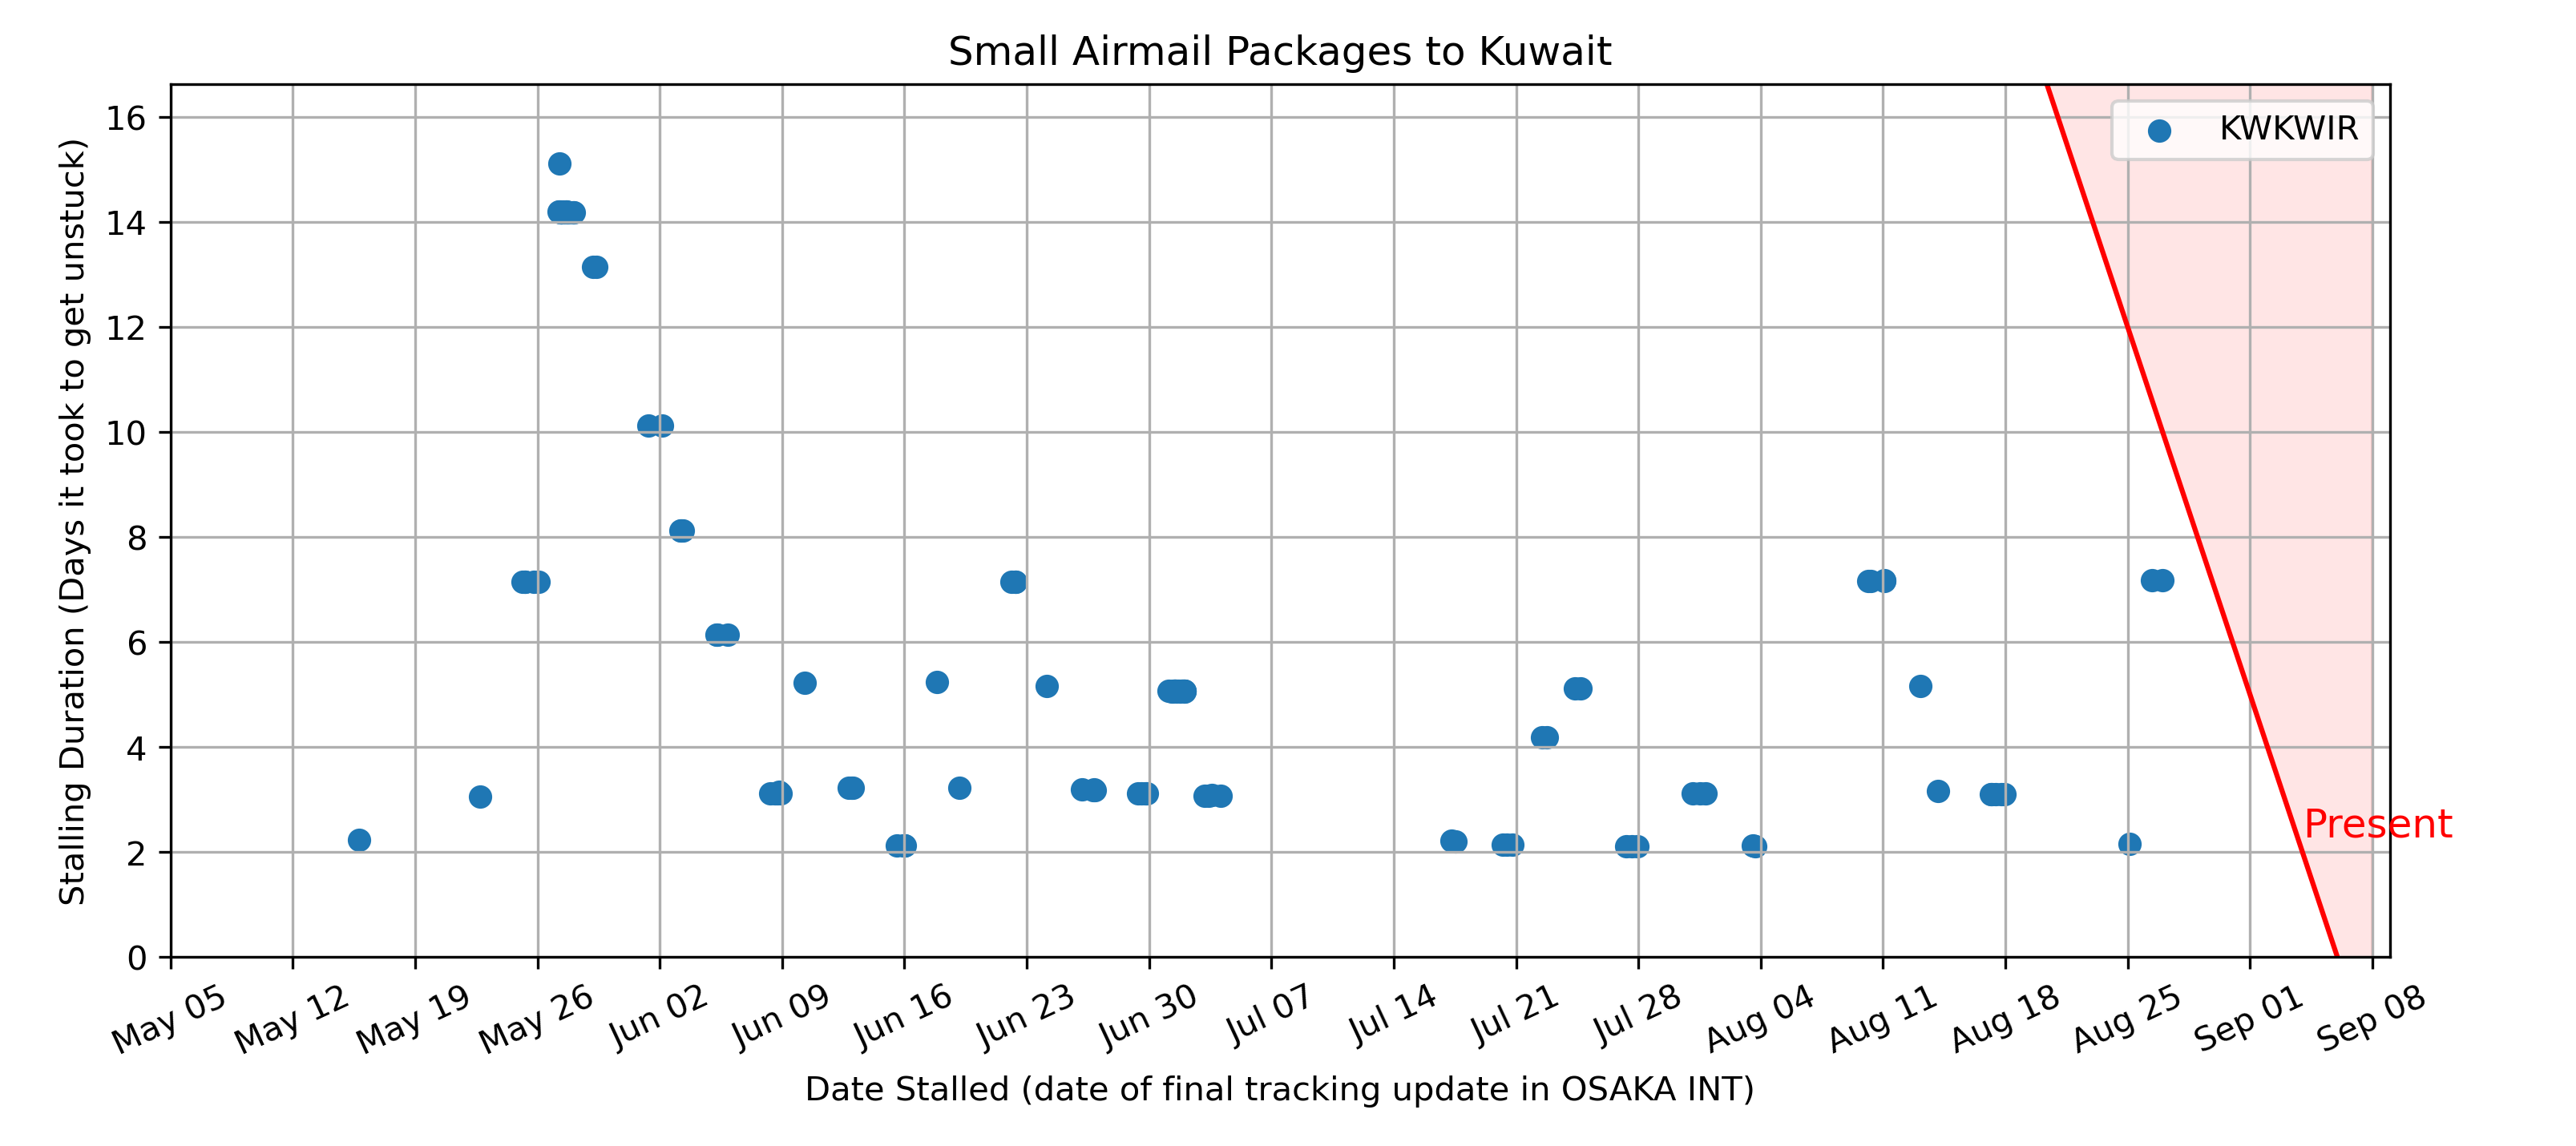 Small Airmail Packages to Kuwait
KWKWIR
Stalling Duration (Days it took to get unstuck)
16
14
12
10
8
6
4
2
0
Present
May 05
May 12
May 19
May 26
Jun 02
Jun 09
Jun 16
Jun 23
Jun 30
Jul 07
Jul 14
Jul 21
Jul 28
Aug 04
Aug 11
Aug 18
Aug 25
Sep 01
Sep 08
Date Stalled (date of final tracking update in OSAKA INT)